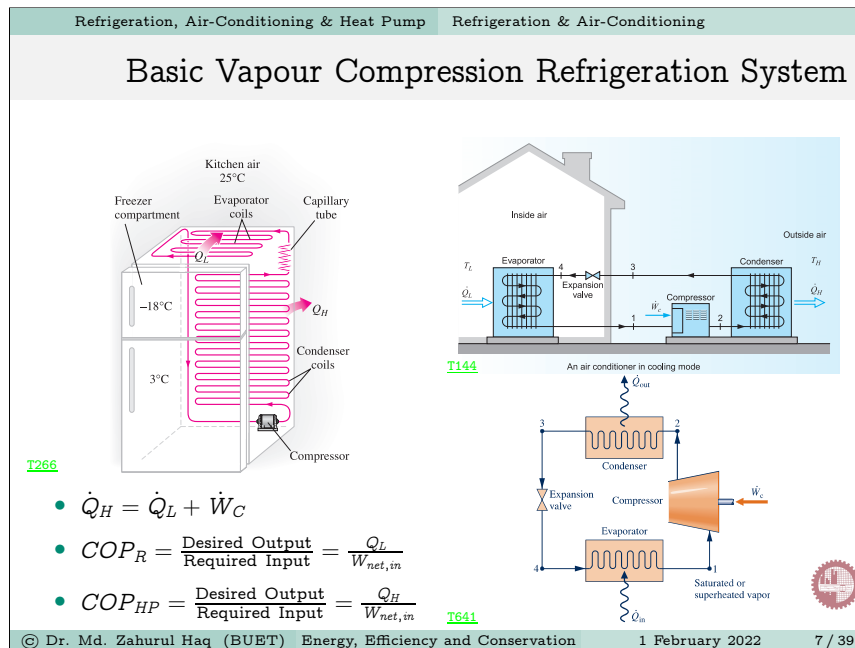 Refrigeration, Air-Conditioning & Heat Pump Refrigeration & Air-Conditioning
Basic Vapour Compression Refrigeration System
Kitchen air
25°C
Freezer
compartment
Evaporator
coils
Capillary
tube
Q_L
−18°C
Q_H
3°C
Condenser
coils
Compressor
T266
Inside air
Outside air
T_L
Evaporator
4
3
Condenser
T_H
Q̇_L
Expansion
valve
Compressor
Q̇_H
Ẇ_c
1
2
T144
An air conditioner in cooling mode
Q̇_out
3
2
Condenser
Expansion
valve
Compressor
Ẇ_c
Evaporator
4
1
Saturated or
superheated vapor
Q̇_in
T641
• Q̇_H = Q̇_L + Ẇ_C
• COP_R = Desired Output / Required Input = Q_L / W_net,in
• COP_HP = Desired Output / Required Input = Q_H / W_net,in
© Dr. Md. Zahurul Haq (BUET) Energy, Efficiency and Conservation 1 February 2022 7 / 39